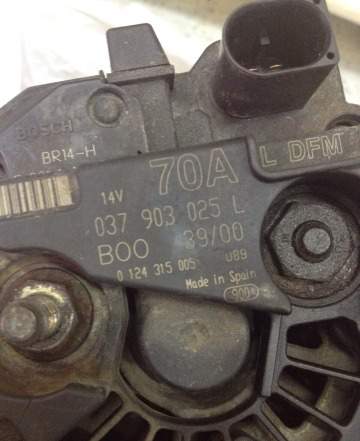 BOSCH
BR14-H
14V 70A L DFM
037 903 025 L
BOO 39/00
0 124 315 005 U89
Made in Spain